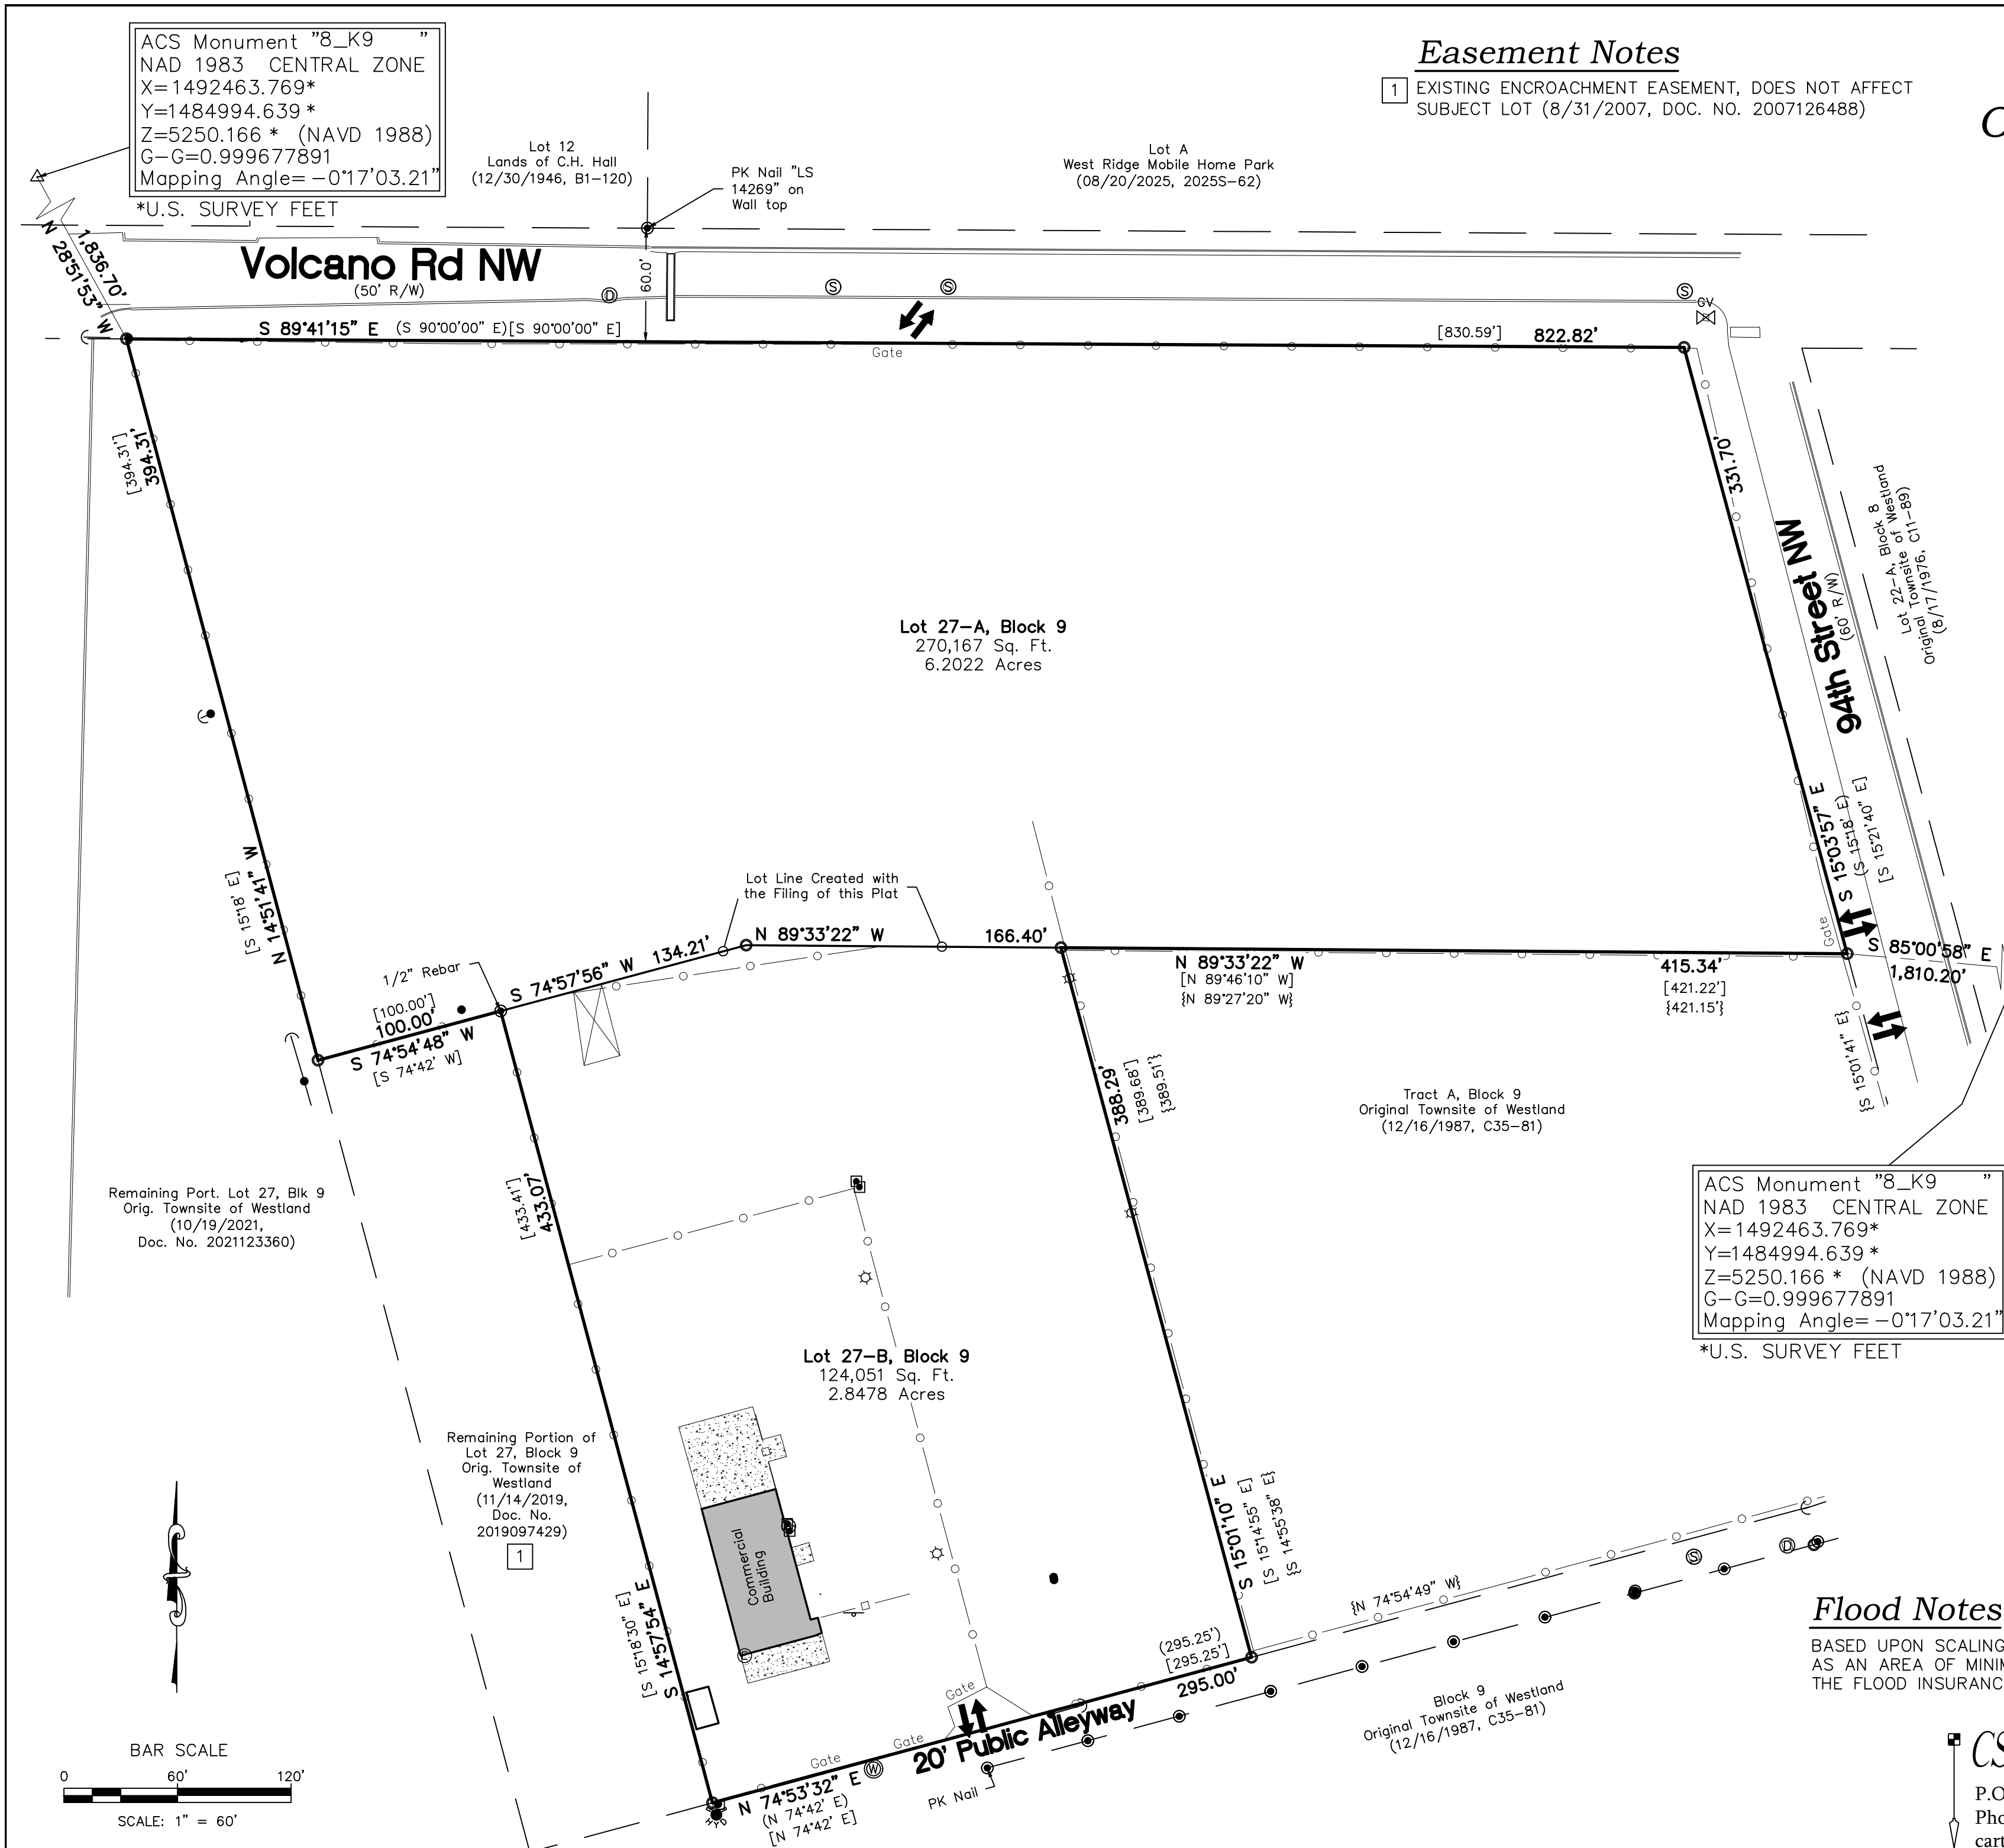 ACS Monument "8_K9 "
NAD 1983 CENTRAL ZONE
X=1492463.769*
Y=1484994.639 *
Z=5250.166 * (NAVD 1988)
G-G=0.999677891
Mapping Angle= -0°17'03.21"
*U.S. SURVEY FEET
Easement Notes
1 EXISTING ENCROACHMENT EASEMENT, DOES NOT AFFECT
SUBJECT LOT (8/31/2007, DOC. NO. 2007126488)
C
Lot 12
Lands of C.H. Hall
(12/30/1946, B1-120)
PK Nail "LS
14269" on
Wall top
Lot A
West Ridge Mobile Home Park
(08/20/2025, 2025S-62)
N 28°51'53" W
1,836.70'
Volcano Rd NW
(50' R/W)
60.0'
D
S
S
S
GV
S 89°41'15" E (S 90°00'00" E)[S 90°00'00" E]
Gate
[830.59'] 822.82'
[394.31']
394.31'
N 14°51'41" W
[S 15°18' E]
331.70'
S 15°03'57" E
(S 15°18' E)
[S 15°21'40" E]
94th Street NW
(60' R/W)
Lot 22-A, Block 8
Original Townsite of Westland
(8/17/1976, C11-89)
Lot 27-A, Block 9
270,167 Sq. Ft.
6.2022 Acres
Lot Line Created with
the Filing of this Plat
N 89°33'22" W 166.40'
S 74°57'56" W 134.21'
1/2" Rebar
[100.00']
100.00'
S 74°54'48" W
[S 74°42' W]
N 89°33'22" W
[N 89°46'10" W]
{N 89°27'20" W}
415.34'
[421.22']
{421.15'}
Gate
S 85°00'58" E
1,810.20'
{S 15°01'41" E}
388.29'
[389.68']
{389.51'}
Tract A, Block 9
Original Townsite of Westland
(12/16/1987, C35-81)
ACS Monument "8_K9 "
NAD 1983 CENTRAL ZONE
X=1492463.769*
Y=1484994.639 *
Z=5250.166 * (NAVD 1988)
G-G=0.999677891
Mapping Angle= -0°17'03.21"
*U.S. SURVEY FEET
Remaining Port. Lot 27, Blk 9
Orig. Townsite of Westland
(10/19/2021,
Doc. No. 2021123360)
[433.41']
433.07'
Lot 27-B, Block 9
124,051 Sq. Ft.
2.8478 Acres
Remaining Portion of
Lot 27, Block 9
Orig. Townsite of
Westland
(11/14/2019,
Doc. No.
2019097429)
1
Commercial
Building
E
S 14°57'54" E
[S 15°18'30" E]
S 15°01'10" E
[S 15°14'55" E]
{S 14°55'38" E}
{N 74°54'49" W}
S
D
(295.25')
[295.25']
295.00'
Gate
Gate
Gate
W
20' Public Alleyway
N 74°53'32" E
(N 74°42' E)
[N 74°42' E]
HYD
PK Nail
Block 9
Original Townsite of Westland
(12/16/1987, C35-81)
BAR SCALE
0 60' 120'
SCALE: 1" = 60'
Flood Notes
BASED UPON SCALING
AS AN AREA OF MINIM
THE FLOOD INSURANC
CS
P.O
Pho
cart